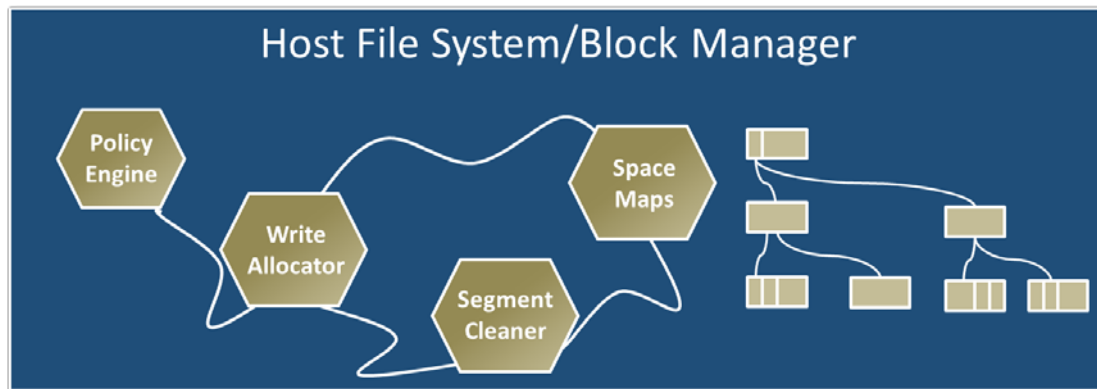 Host File System/Block Manager
Policy
Engine
Write
Allocator
Segment
Cleaner
Space
Maps